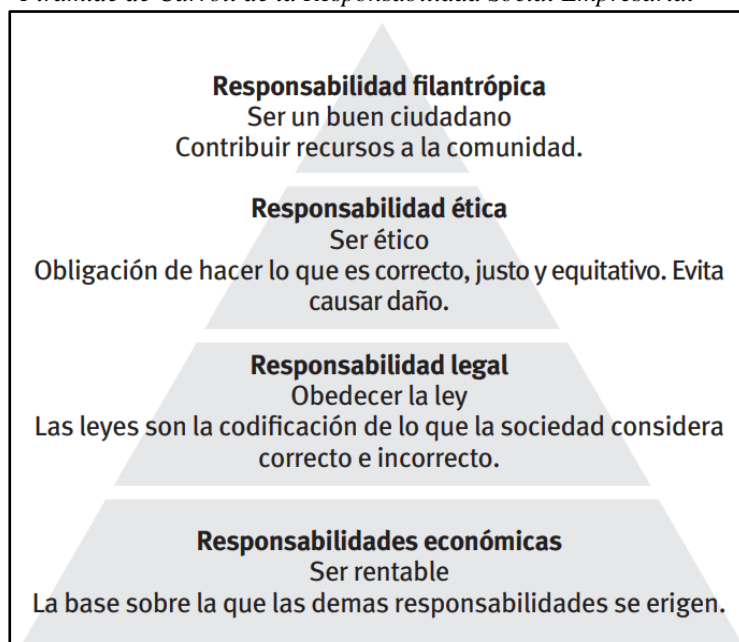 Pirámide de Carroll de la Responsabilidad Social Empresarial
Responsabilidad filantrópica
Ser un buen ciudadano
Contribuir recursos a la comunidad.
Responsabilidad ética
Ser ético
Obligación de hacer lo que es correcto, justo y equitativo. Evita
causar daño.
Responsabilidad legal
Obedecer la ley
Las leyes son la codificación de lo que la sociedad considera
correcto e incorrecto.
Responsabilidades económicas
Ser rentable
La base sobre la que las demas responsabilidades se erigen.